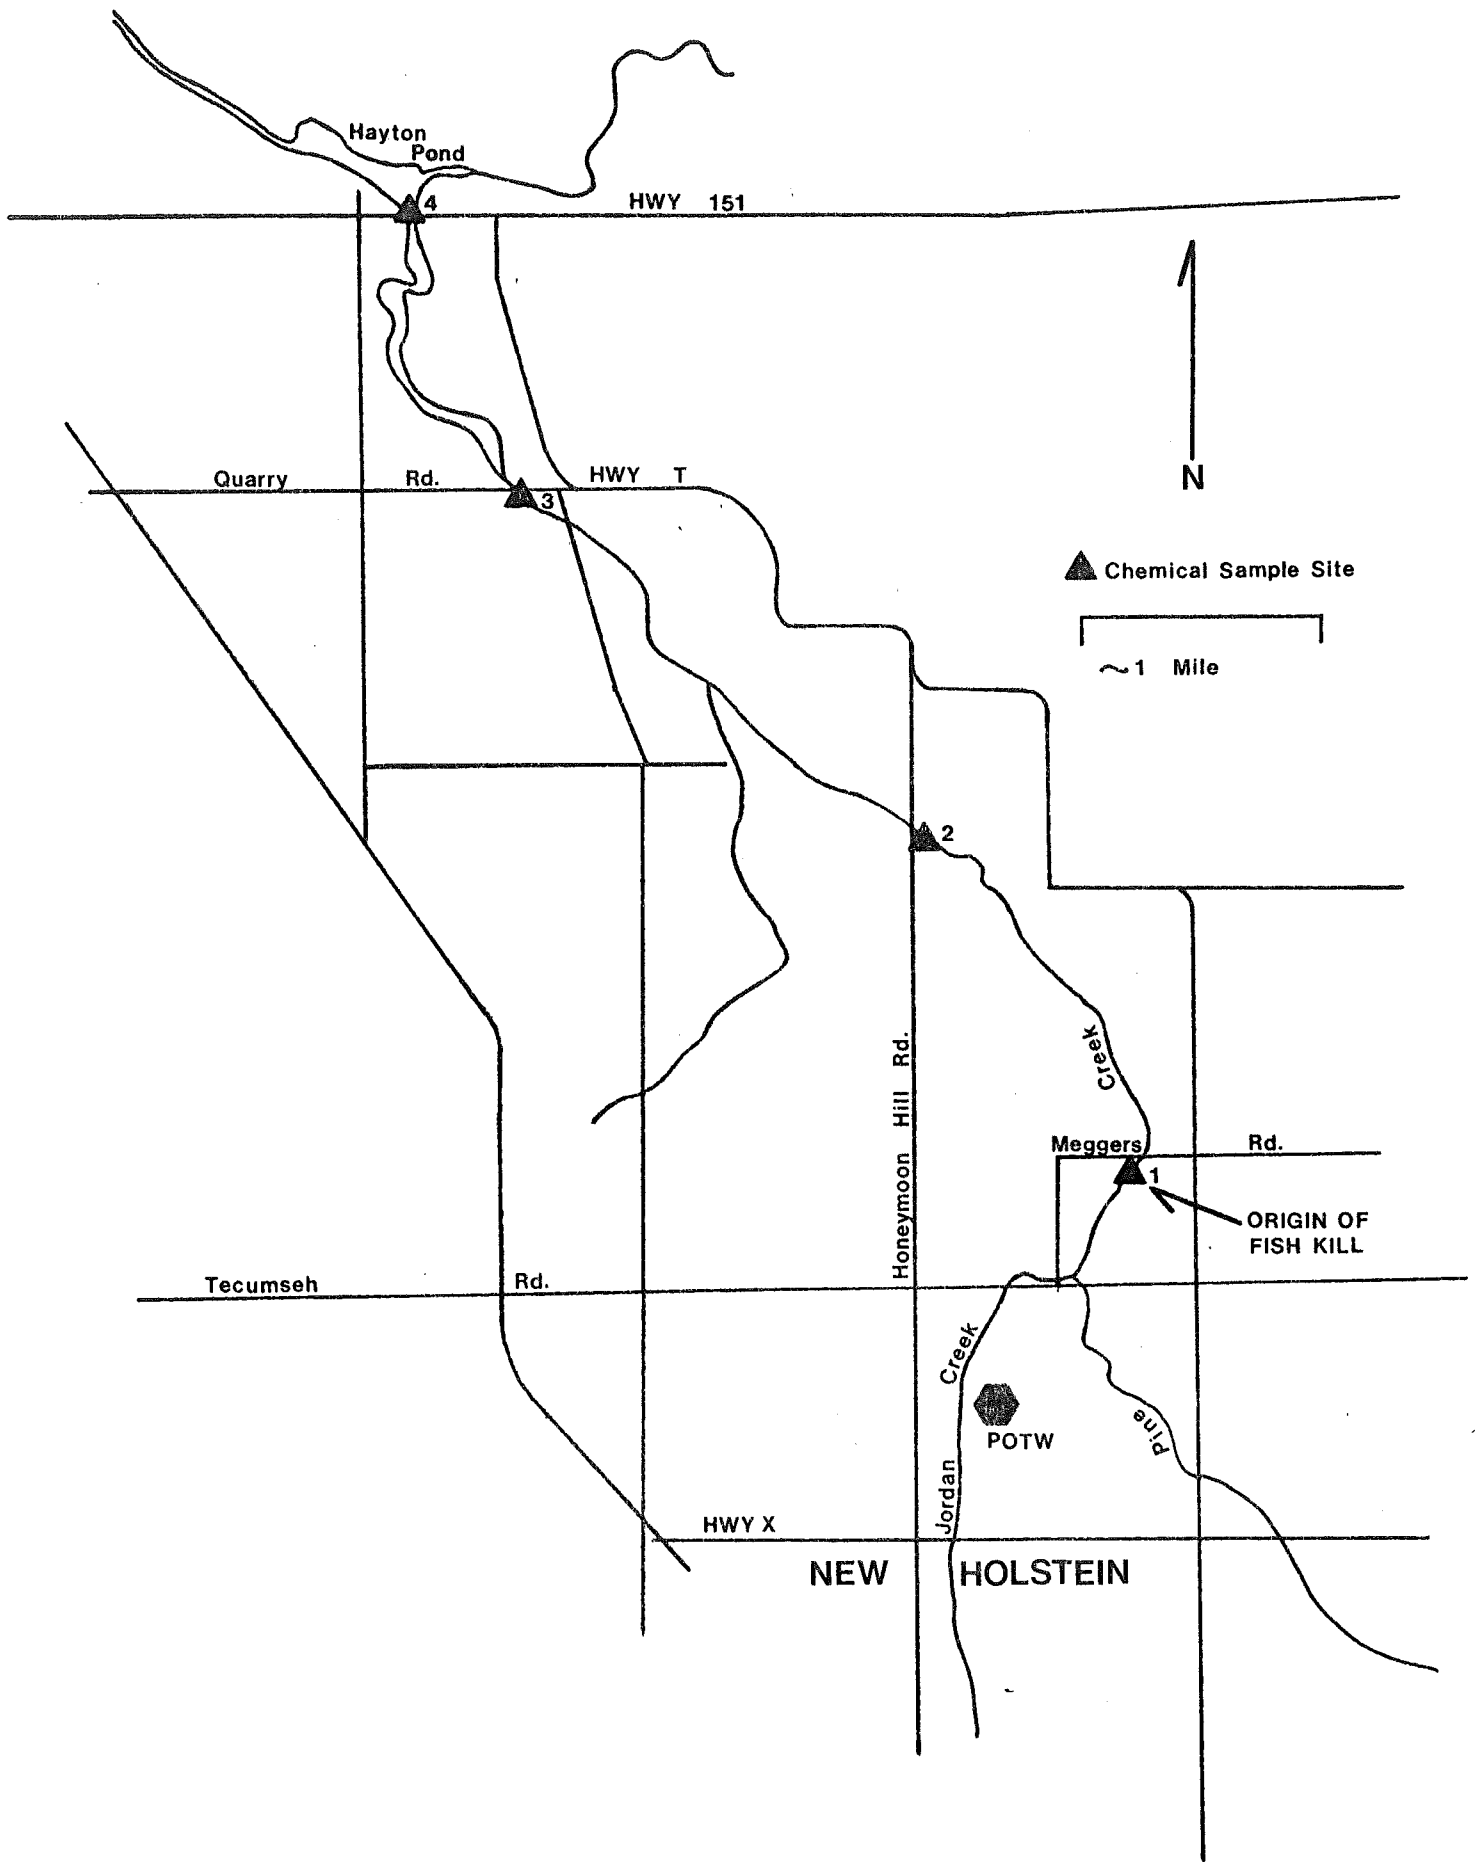 Hayton
Pond
4
HWY 151
N
Quarry Rd.
HWY T
3
Chemical Sample Site
~1 Mile
2
Creek
Honeymoon Hill Rd.
Meggers Rd.
1
ORIGIN OF
FISH KILL
Tecumseh Rd.
Jordan Creek
Pine
POTW
HWY X
NEW HOLSTEIN